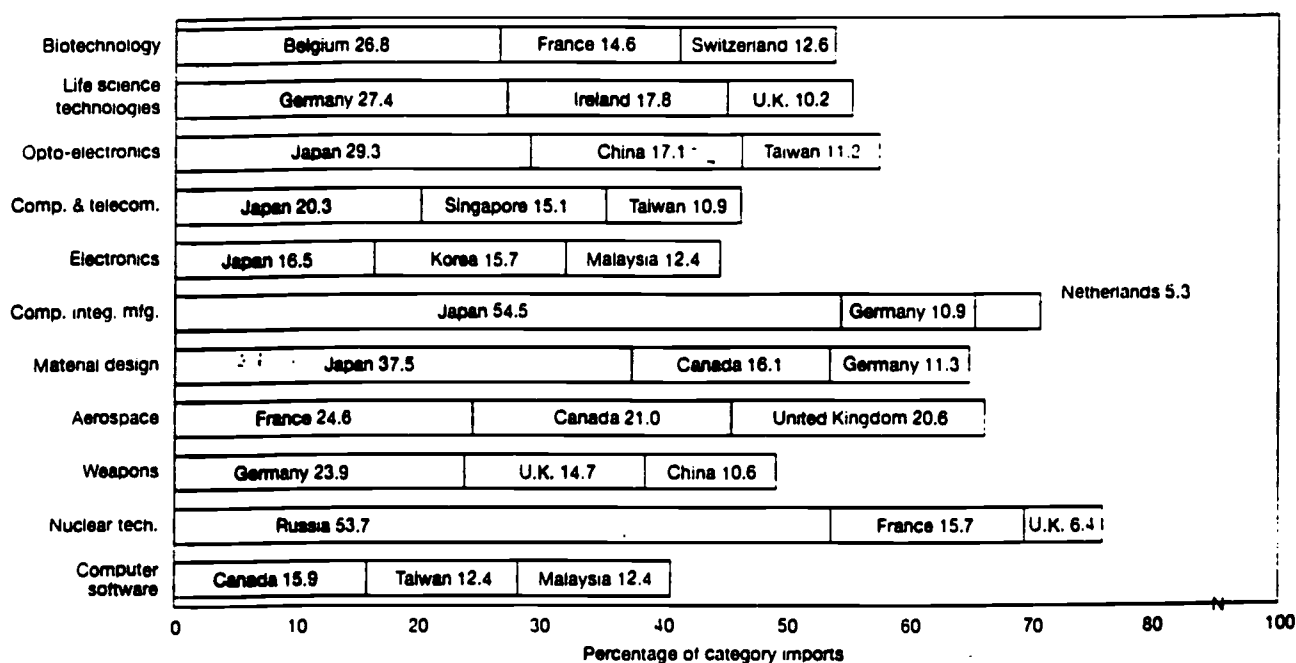 Biotechnology Belgium 26.8 France 14.6 Switzerland 12.6
Life science
technologies Germany 27.4 Ireland 17.8 U.K. 10.2
Opto-electronics Japan 29.3 China 17.1 Taiwan 11.2
Comp. & telecom. Japan 20.3 Singapore 15.1 Taiwan 10.9
Electronics Japan 16.5 Korea 15.7 Malaysia 12.4
Netherlands 5.3
Comp. integ. mfg. Japan 54.5 Germany 10.9
Material design Japan 37.5 Canada 16.1 Germany 11.3
Aerospace France 24.6 Canada 21.0 United Kingdom 20.6
Weapons Germany 23.9 U.K. 14.7 China 10.6
Nuclear tech. Russia 53.7 France 15.7 U.K. 6.4
Computer
software Canada 15.9 Taiwan 12.4 Malaysia 12.4
0 10 20 30 40 50 60 70 80 N 100
Percentage of category imports